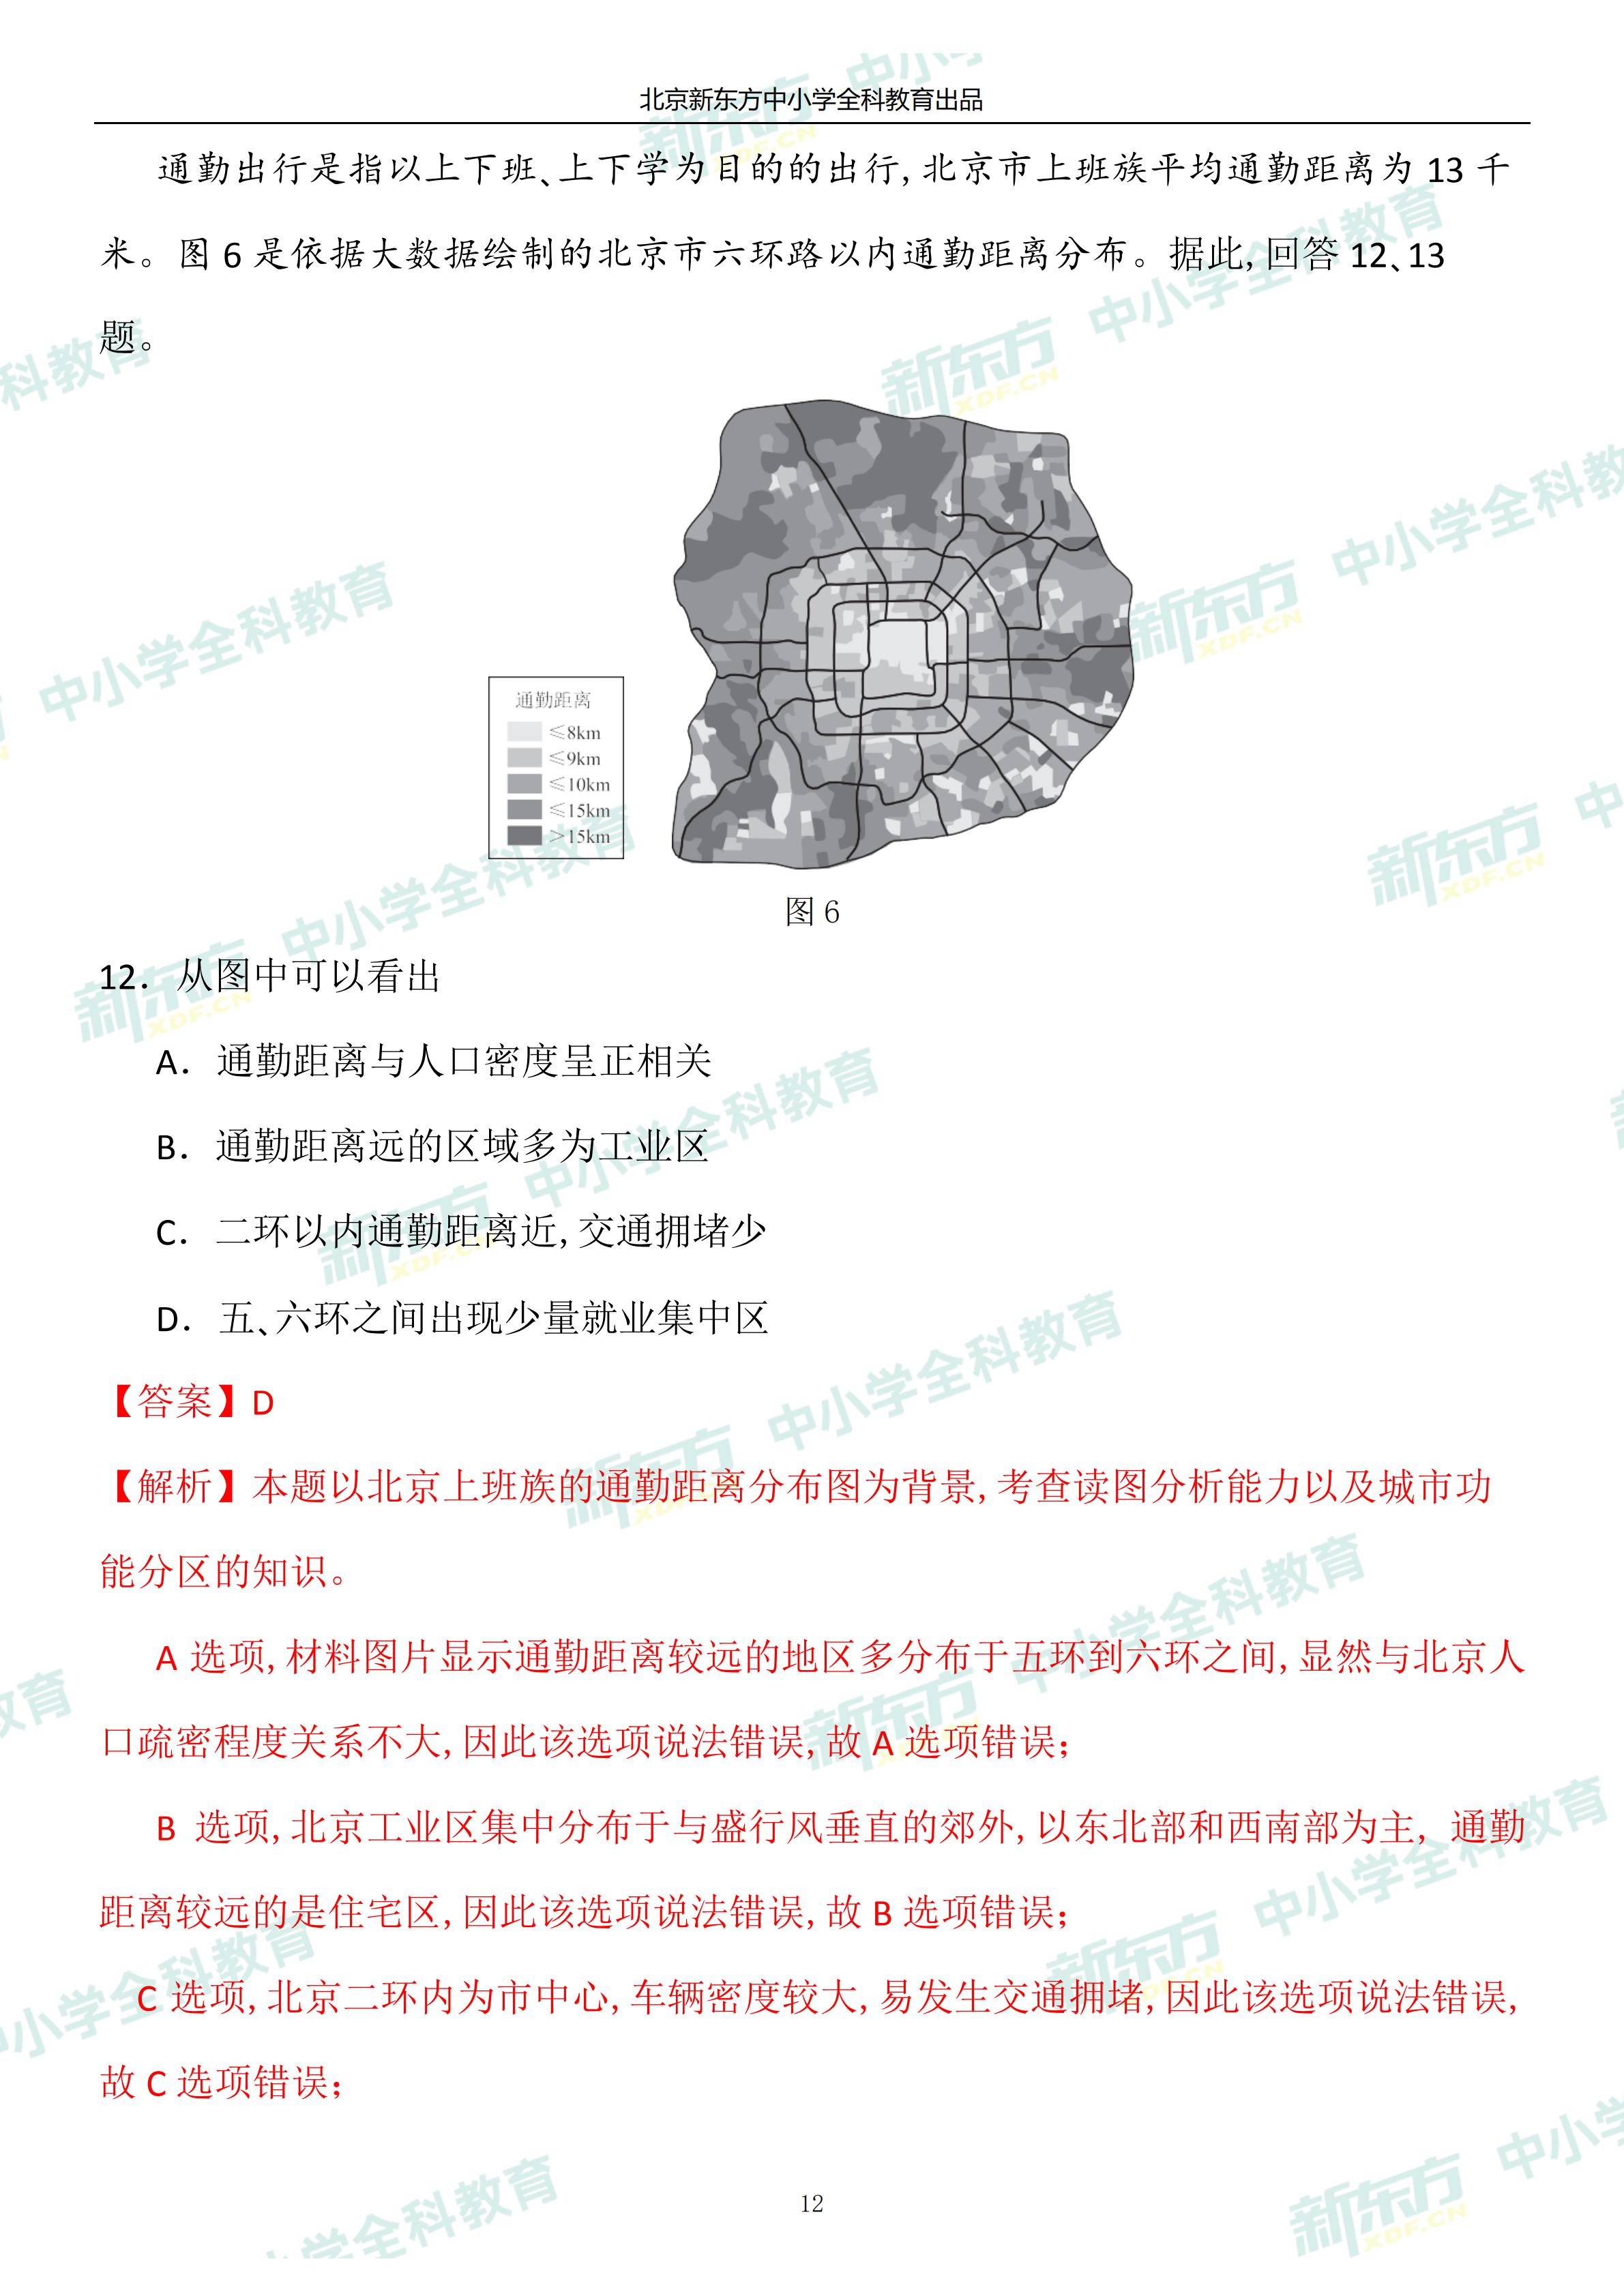 北京新东方中小学全科教育出品
通勤出行是指以上下班、上下学为目的的出行,北京市上班族平均通勤距离为 13 千
米。图 6 是依据大数据绘制的北京市六环路以内通勤距离分布。据此,回答 12、13
题。
通勤距离
≤8km
≤9km
≤10km
≤15km
>15km
图 6
12. 从图中可以看出
A. 通勤距离与人口密度呈正相关
B. 通勤距离远的区域多为工业区
C. 二环以内通勤距离近,交通拥堵少
D. 五、六环之间出现少量就业集中区
【答案】D
【解析】本题以北京上班族的通勤距离分布图为背景,考查读图分析能力以及城市功
能分区的知识。
A 选项,材料图片显示通勤距离较远的地区多分布于五环到六环之间,显然与北京人
口疏密程度关系不大,因此该选项说法错误,故 A 选项错误;
B 选项,北京工业区集中分布于与盛行风垂直的郊外,以东北部和西南部为主, 通勤
距离较远的是住宅区,因此该选项说法错误,故 B 选项错误;
C 选项,北京二环内为市中心,车辆密度较大,易发生交通拥堵,因此该选项说法错误,
故 C 选项错误;
12
新东方 XDF.CN 中小学全科教育